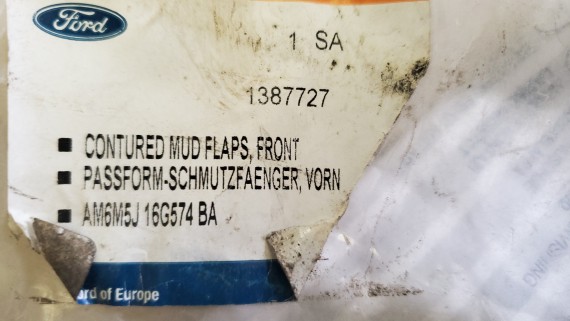 Ford
1 SA
1387727
CONTURED MUD FLAPS, FRONT
PASSFORM-SCHMUTZFAENGER, VORN
AM6M5J 16G574 BA
rd of Europe